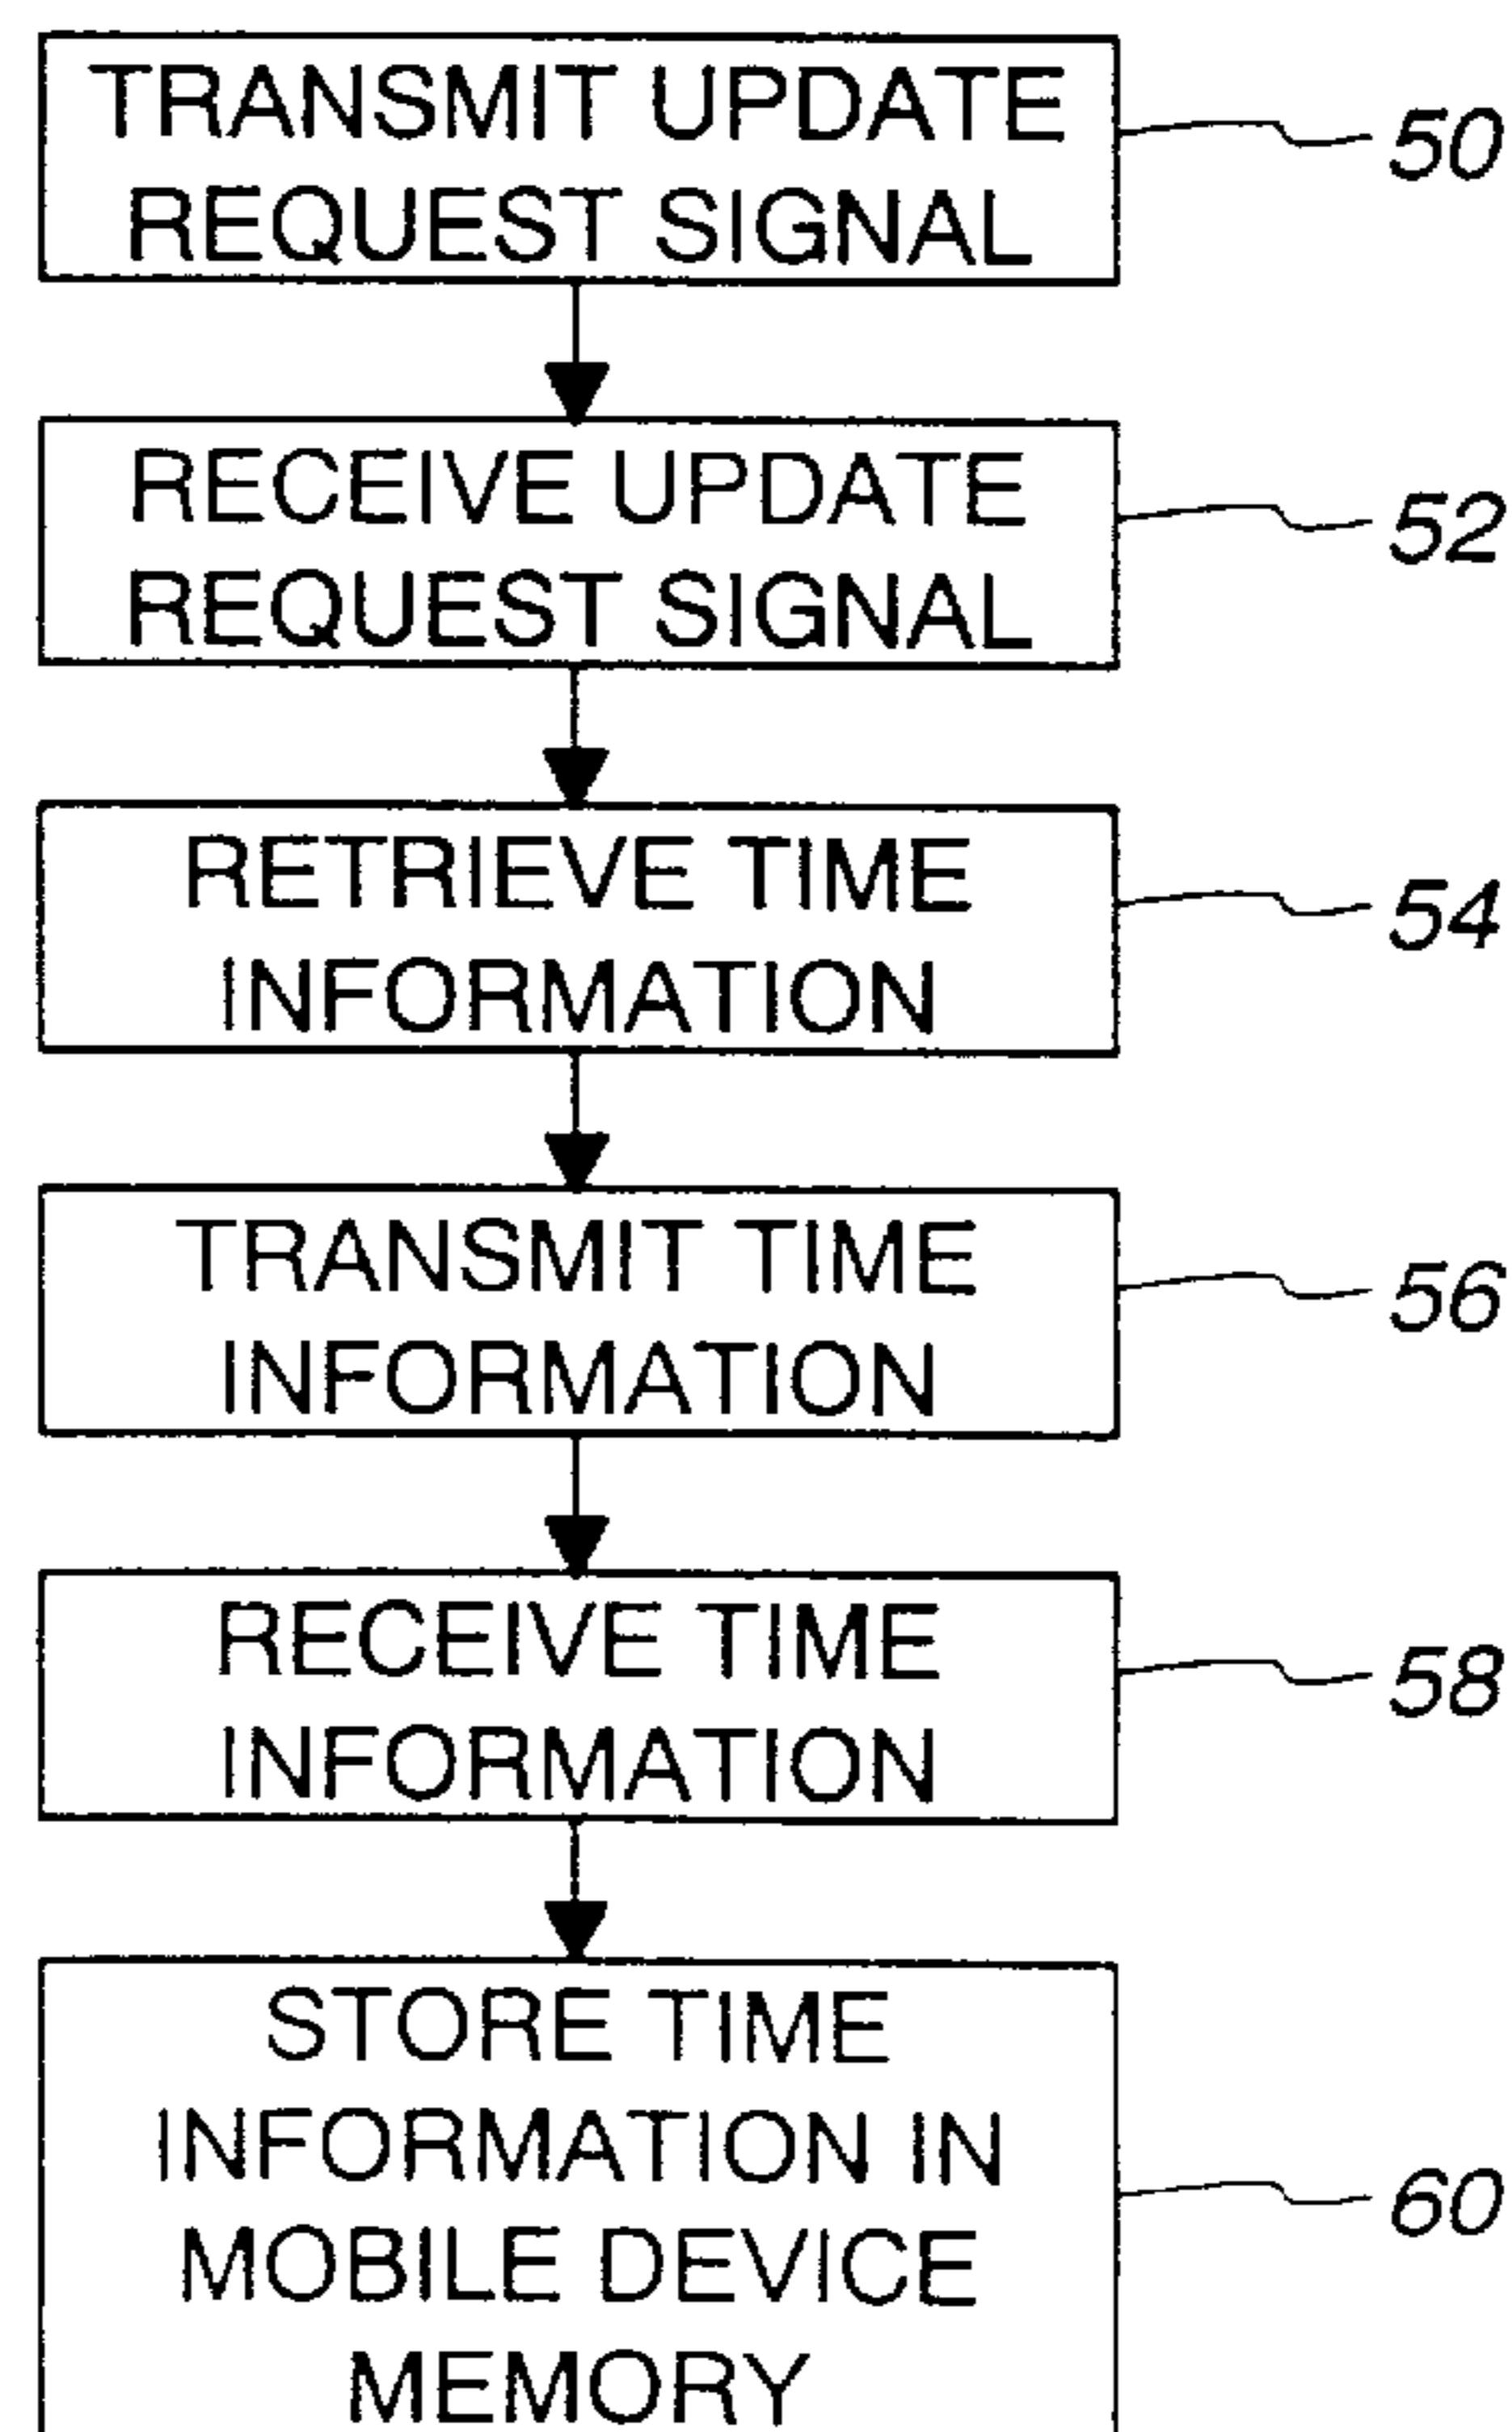 TRANSMIT UPDATE
REQUEST SIGNAL
50
RECEIVE UPDATE
REQUEST SIGNAL
52
RETRIEVE TIME
INFORMATION
54
TRANSMIT TIME
INFORMATION
56
RECEIVE TIME
INFORMATION
58
STORE TIME
INFORMATION IN
MOBILE DEVICE
MEMORY
60